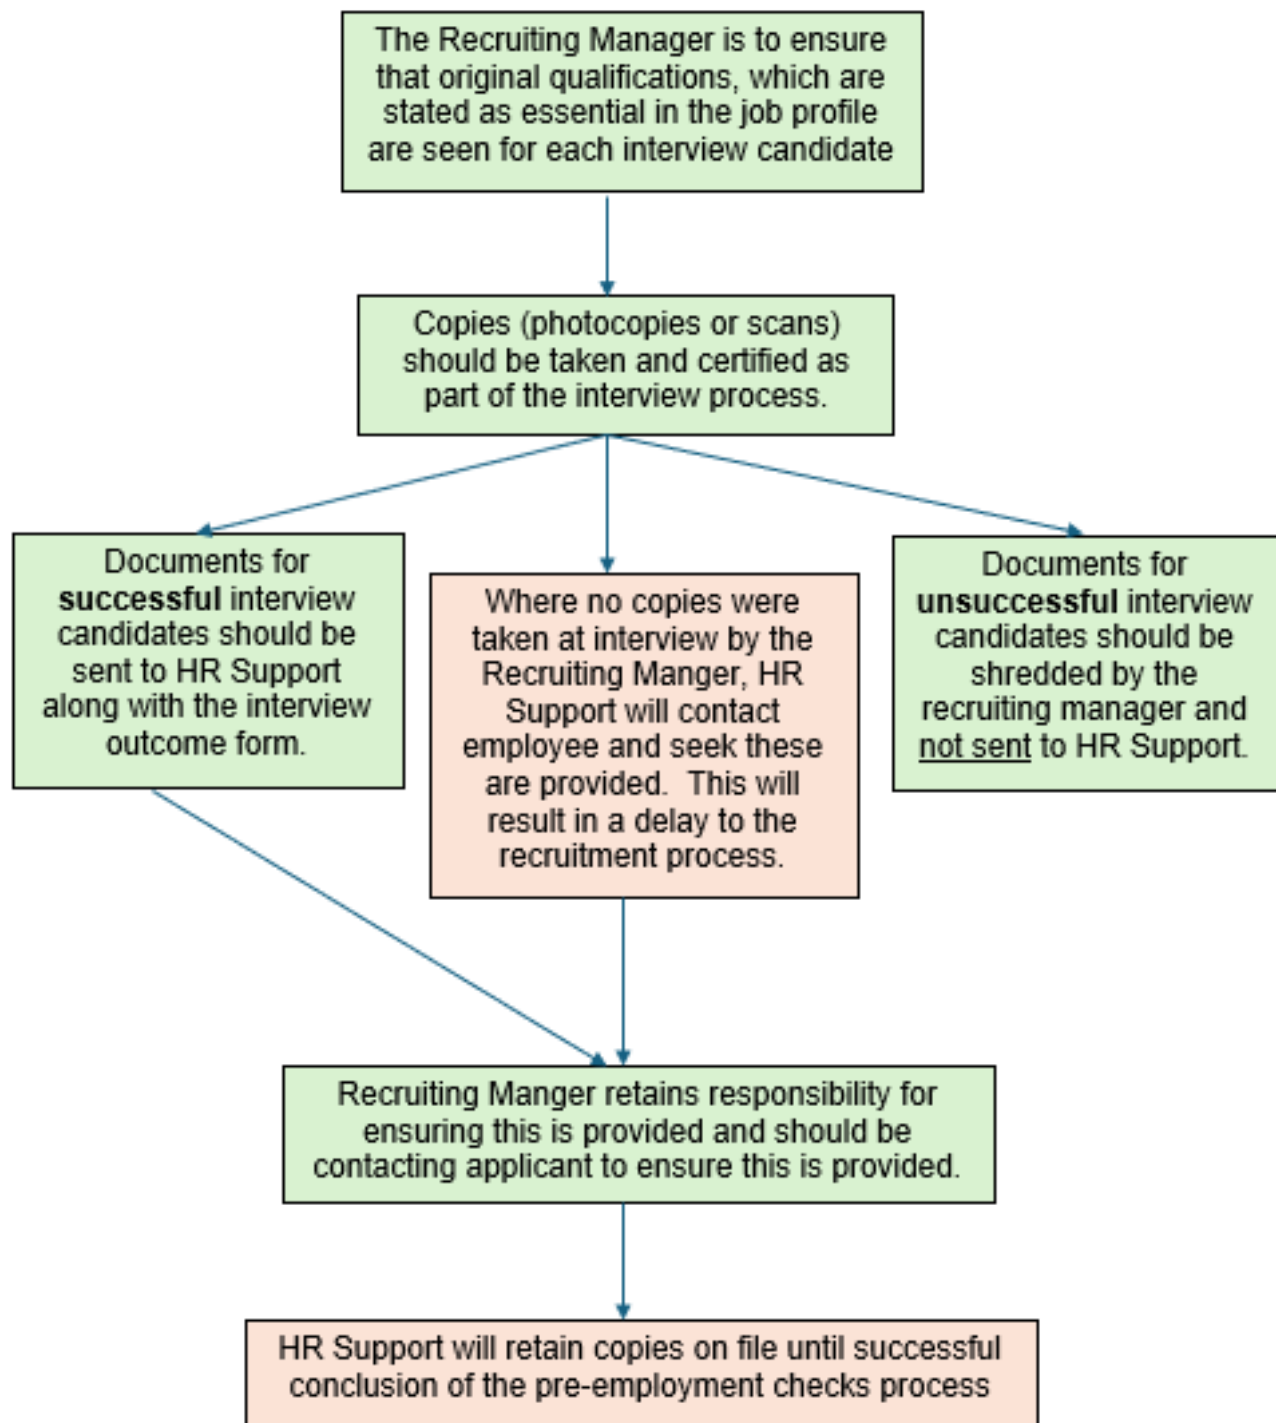 The Recruiting Manager is to ensure
that original qualifications, which are
stated as essential in the job profile
are seen for each interview candidate
Copies (photocopies or scans)
should be taken and certified as
part of the interview process.
Documents for
successful interview
candidates should be
sent to HR Support
along with the interview
outcome form.
Where no copies were
taken at interview by the
Recruiting Manger, HR
Support will contact
employee and seek these
are provided.  This will
result in a delay to the
recruitment process.
Documents for
unsuccessful interview
candidates should be
shredded by the
recruiting manager and
not sent to HR Support.
Recruiting Manger retains responsibility for
ensuring this is provided and should be
contacting applicant to ensure this is provided.
HR Support will retain copies on file until successful
conclusion of the pre-employment checks process